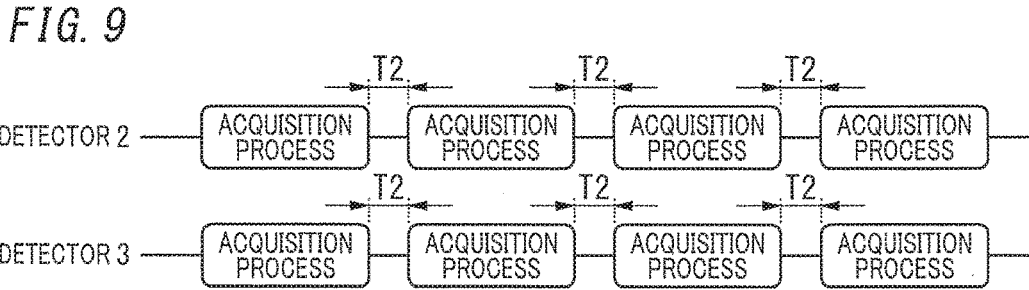 FIG. 9
T2 T2 T2
DETECTOR 2 ACQUISITION PROCESS ACQUISITION PROCESS ACQUISITION PROCESS ACQUISITION PROCESS
T2 T2 T2
DETECTOR 3 ACQUISITION PROCESS ACQUISITION PROCESS ACQUISITION PROCESS ACQUISITION PROCESS